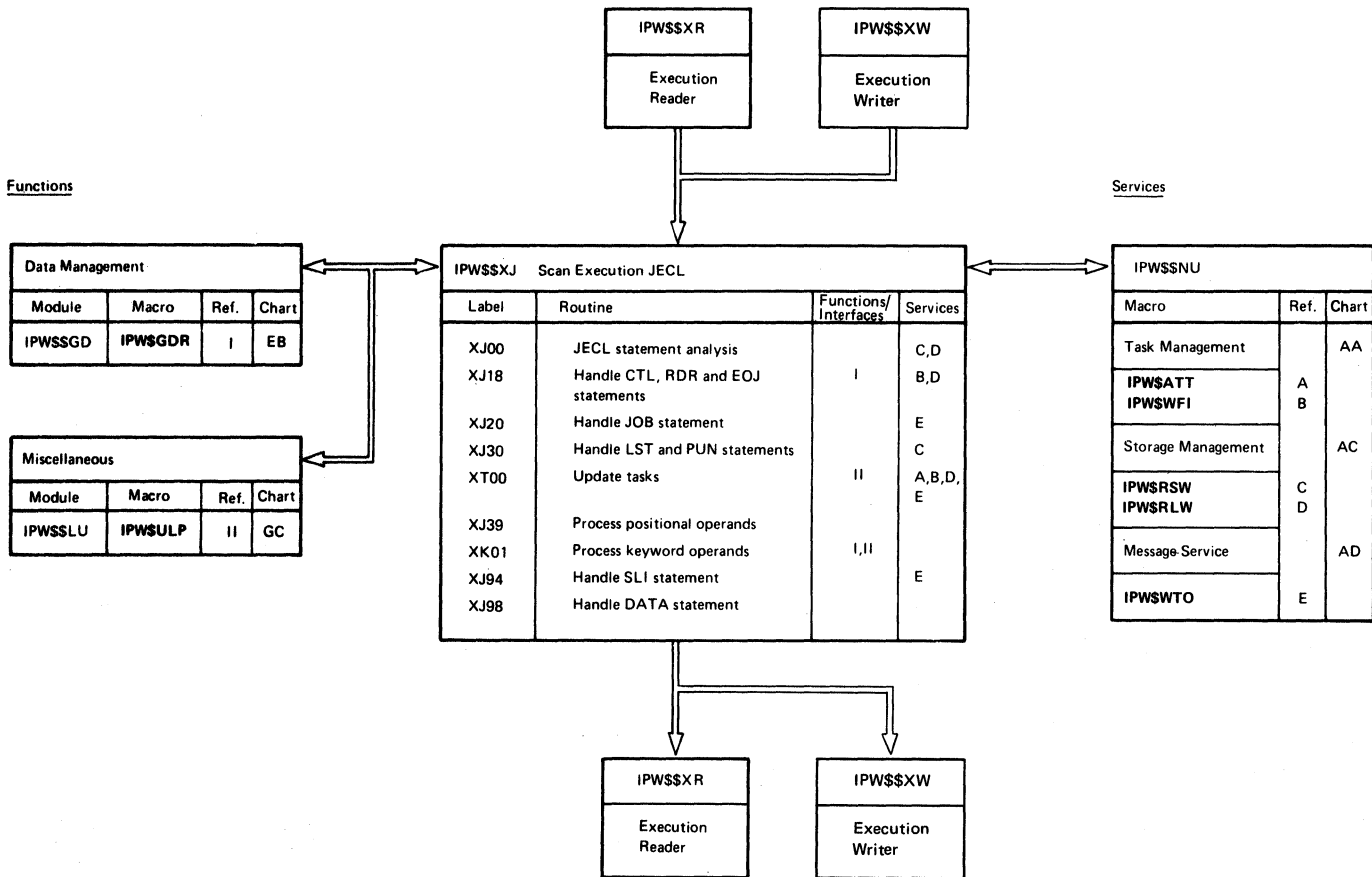 IPW$$XR
Execution
Reader
IPW$$XW
Execution
Writer
Functions
Services
Data Management
Module Macro Ref. Chart
IPW$$GD IPW$GDR I EB
Miscellaneous
Module Macro Ref. Chart
IPW$$LU IPW$ULP II GC
IPW$$XJ Scan Execution JECL
Label Routine Functions/ Services
Interfaces
XJ00 JECL statement analysis C,D
XJ18 Handle CTL, RDR and EOJ I B,D
statements
XJ20 Handle JOB statement E
XJ30 Handle LST and PUN statements C
XT00 Update tasks II A,B,D,
E
XJ39 Process positional operands
XK01 Process keyword operands I,II
XJ94 Handle SLI statement E
XJ98 Handle DATA statement
IPW$$NU
Macro Ref. Chart
Task Management AA
IPW$ATT A
IPW$WFI B
Storage Management AC
IPW$RSW C
IPW$RLW D
Message Service AD
IPW$WTO E
IPW$$XR
Execution
Reader
IPW$$XW
Execution
Writer